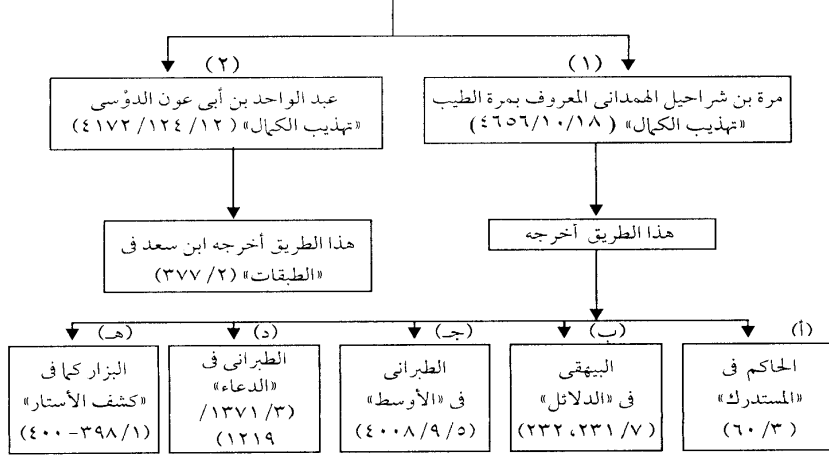 (١)
مرة بن شراحيل الهمدانى المعروف بمرة الطيب
«تهذيب الكمال» (٤٦٥٦/١٠/١٨)
(٢)
عبد الواحد بن أبى عون الدوْسى
«تهذيب الكمال» (٤١٧٢/١٢٤/١٢)
هذا الطريق آخرجه
هذا الطريق أخرجه ابن سعد فى
«الطبقات» (٣٧٧/٢)
(أ)
الحاكم فى
«المستدرك»
(٦٠/٣)
(ب)
البيهقى
فى «الدلائل»
(٢٣٢،٢٣١/٧)
(جـ)
الطبرانى
فى «الأوسط»
(٤٠٠٨/٩/٥)
(د)
الطبرانى فى
«الدعاء»
(١٣٧١/٣/
١٢١٩)
(هـ)
البزار كما فى
«كشف الأستار»
(٤٠٠-٣٩٨/١)